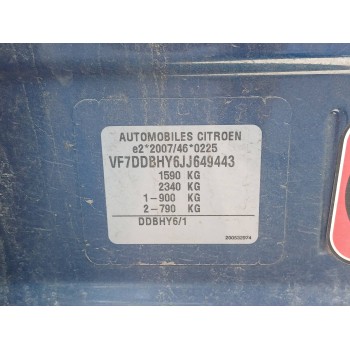 AUTOMOBILES CITROEN
e2*2007/46*0225
VF7DDBHY6JJ649443
1590 KG
2340 KG
1-900 KG
2-790 KG
DDBHY6/1